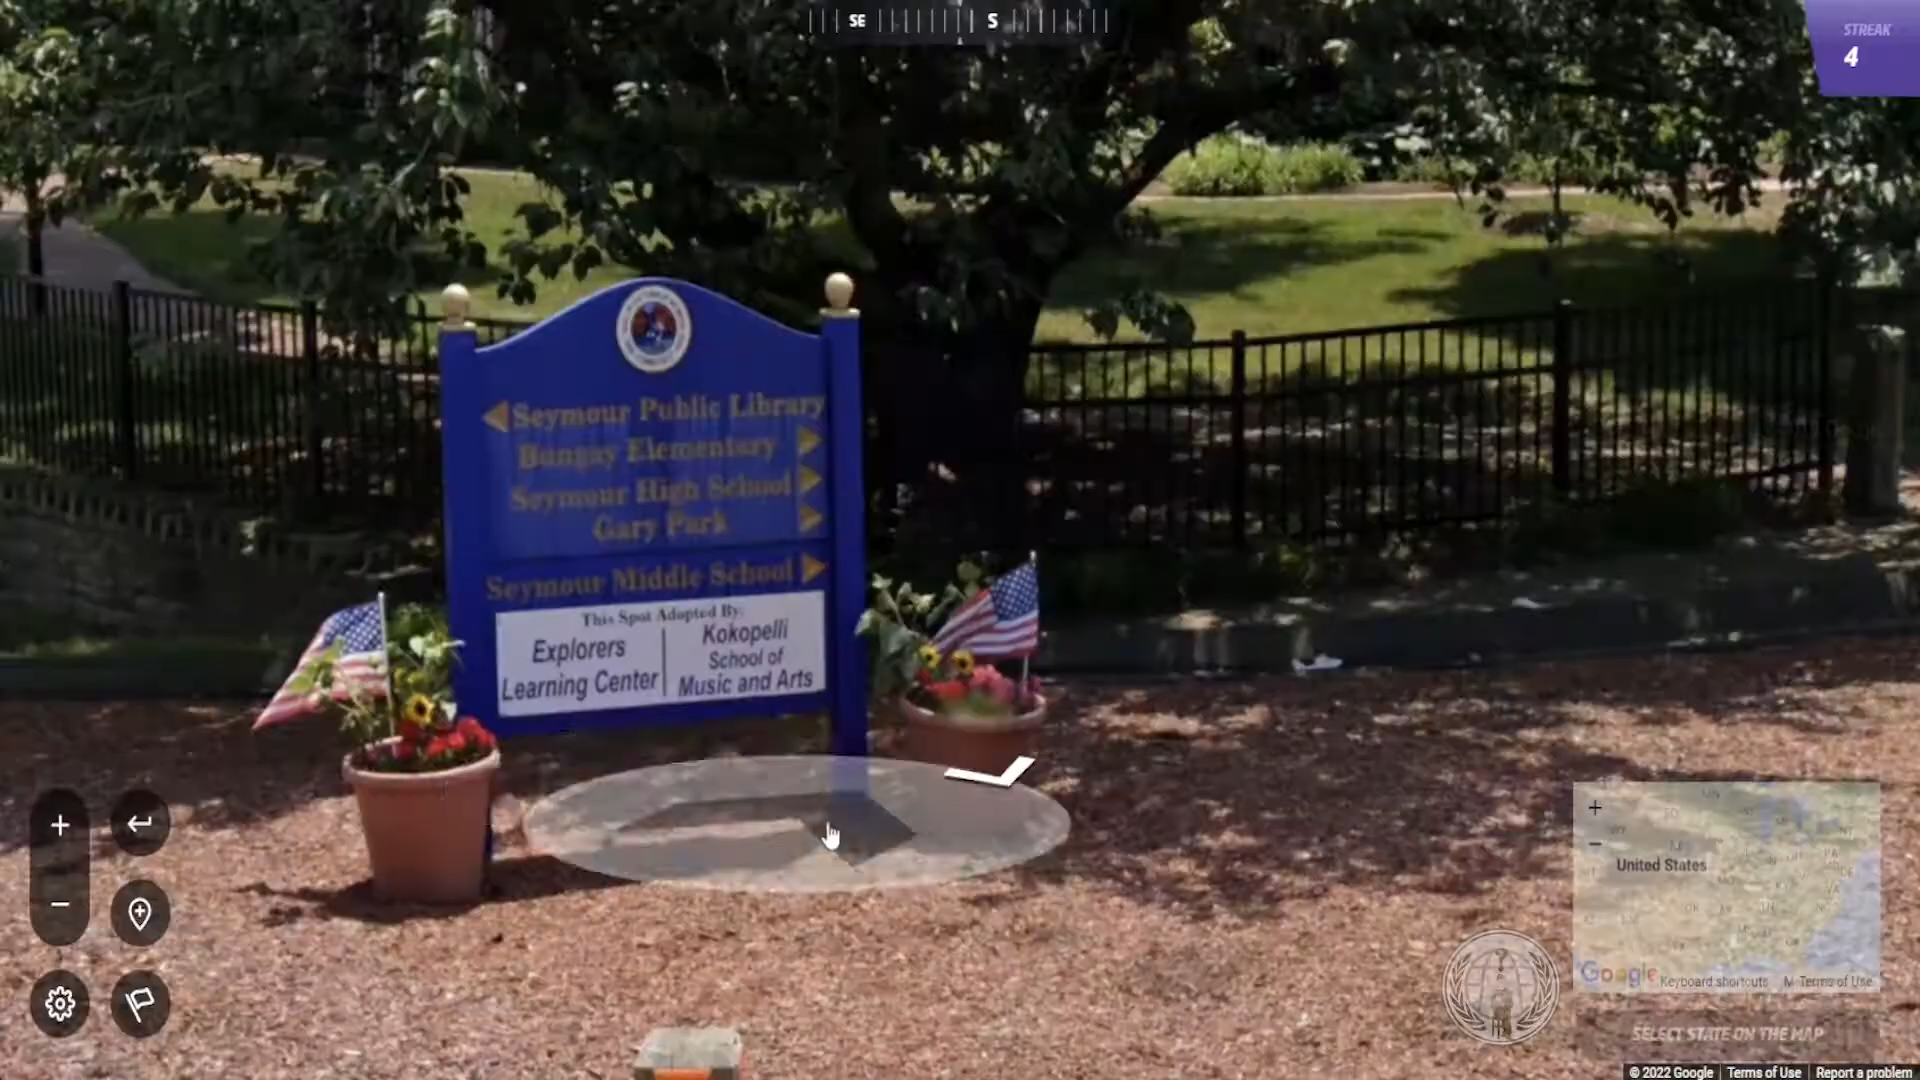 SE
S
STREAK
4
Seymour Public Library
Bungay Elementary
Seymour High School
Gary Park
Seymour Middle School
This Spot Adopted By:
Explorers
Learning Center
Kokopelli
School of
Music and Arts
United States
Google
Keyboard shortcuts
Terms of Use
SELECT STATE ON THE MAP
© 2022 Google
Terms of Use
Report a problem